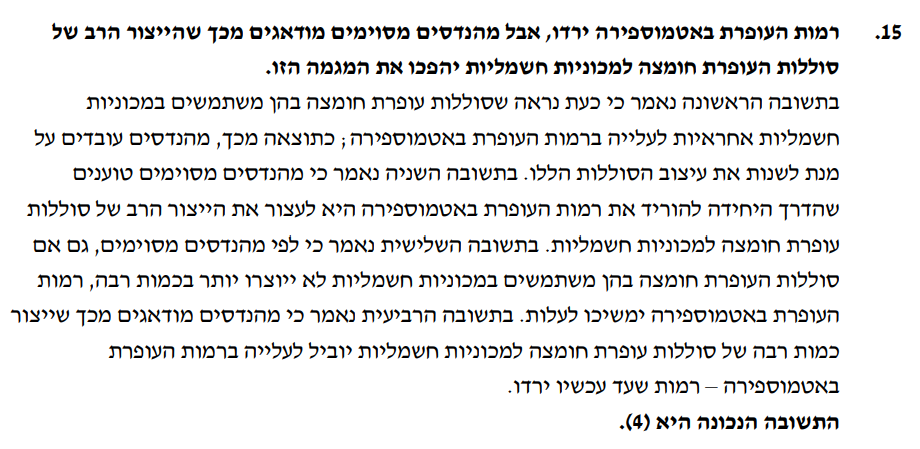 15. רמות העופרת באטמוספירה ירדו, אבל מהנדסים מסוימים מודאגים מכך שהייצור הרב של
סוללות העופרת חומצה למכוניות חשמליות יהפכו את המגמה הזו.
בתשובה הראשונה נאמר כי כעת נראה שסוללות עופרת חומצה בהן משתמשים במכוניות
חשמליות אחראיות לעלייה ברמות העופרת באטמוספירה; כתוצאה מכך, מהנדסים עובדים על
מנת לשנות את עיצוב הסוללות הללו. בתשובה השניה נאמר כי מהנדסים מסוימים טוענים
שהדרך היחידה להוריד את רמות העופרת באטמוספירה היא לעצור את הייצור הרב של סוללות
עופרת חומצה למכוניות חשמליות. בתשובה השלישית נאמר כי לפי מהנדסים מסוימים, גם אם
סוללות העופרת חומצה בהן משתמשים במכוניות חשמליות לא ייוצרו יותר בכמות רבה, רמות
העופרת באטמוספירה ימשיכו לעלות. בתשובה הרביעית נאמר כי מהנדסים מודאגים מכך שייצור
כמות רבה של סוללות עופרת חומצה למכוניות חשמליות יוביל לעלייה ברמות העופרת
באטמוספירה – רמות שעד עכשיו ירדו.
התשובה הנכונה היא (4).